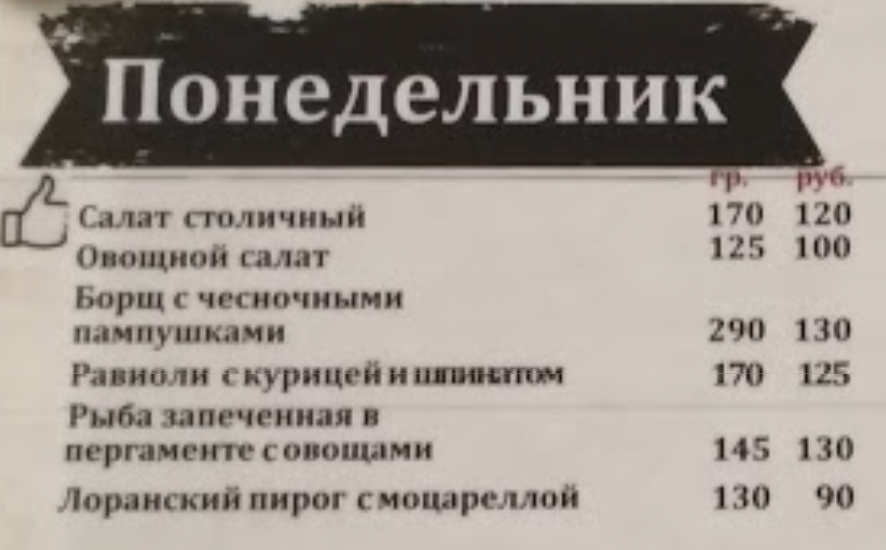 Понедельник
гр. руб.
Салат столичный 170 120
Овощной салат 125 100
Борщ с чесночными
пампушками 290 130
Равиоли с курицей и шпинатом 170 125
Рыба запеченная в
пергаменте с овощами 145 130
Лоранский пирог с моцареллой 130 90